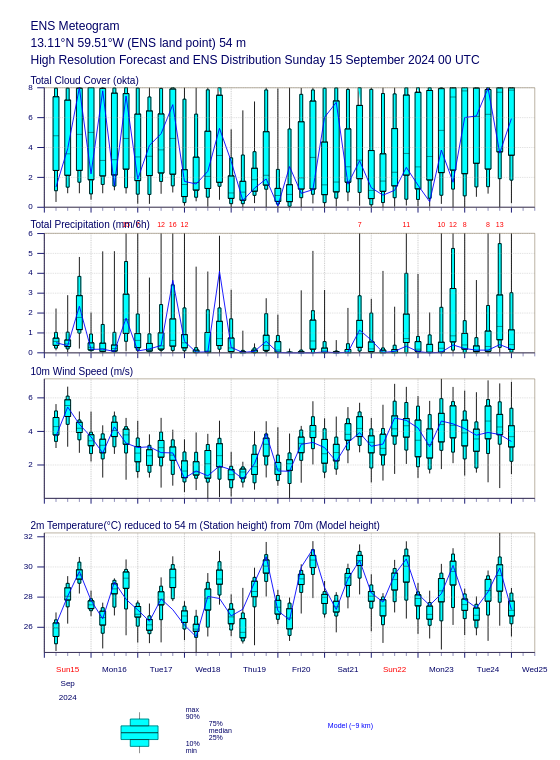 ENS Meteogram
13.11°N 59.51°W (ENS land point) 54 m
High Resolution Forecast and ENS Distribution Sunday 15 September 2024 00 UTC
Total Cloud Cover (okta)
8
6
4
2
0
Total Precipitation (mm/6h)
12 16 12 7 11 10 12 8 8 13
6
5
4
3
2
1
0
10m Wind Speed (m/s)
6
4
2
2m Temperature(°C) reduced to 54 m (Station height) from 70m (Model height)
32
30
28
26
Sun15 Mon16 Tue17 Wed18 Thu19 Fri20 Sat21 Sun22 Mon23 Tue24 Wed25
Sep
2024
max
90%
75%
median
25%
10%
min
Model (~9 km)